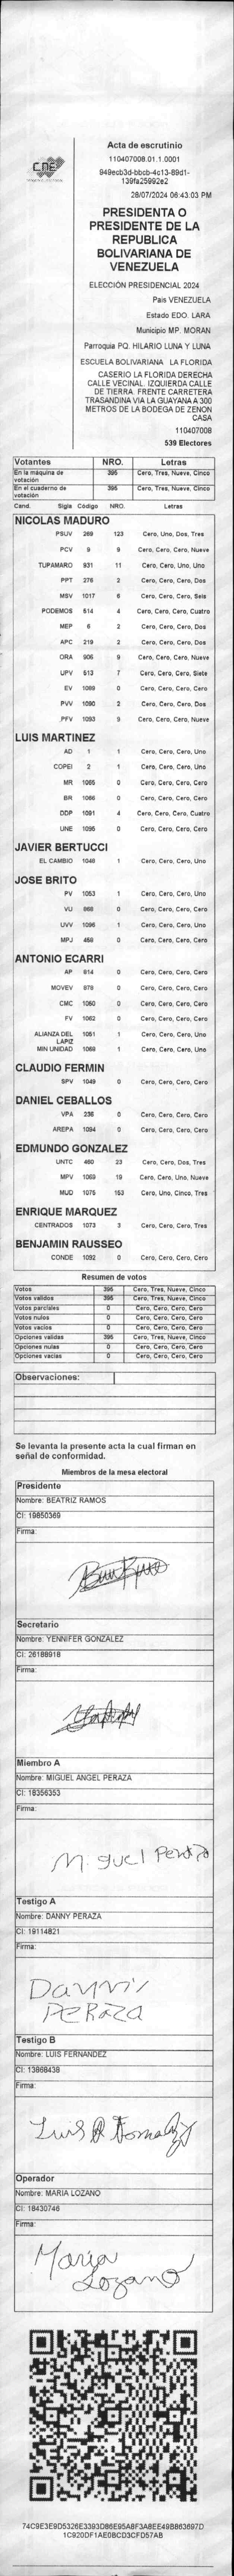 CNE
Acta de escrutinio
110407008.01.1.0001
949ecb3d-bbcb-4c13-89d1-
139fa25992e2
28/07/2024 06:43:03 PM
PRESIDENTA O
PRESIDENTE DE LA
REPUBLICA
BOLIVARIANA DE
VENEZUELA
ELECCIÓN PRESIDENCIAL 2024
Pais VENEZUELA
Estado EDO. LARA
Municipio MP. MORAN
Parroquia PQ. HILARIO LUNA Y LUNA
ESCUELA BOLIVARIANA LA FLORIDA
CASERIO LA FLORIDA DERECHA
CALLE VECINAL. IZQUIERDA CALLE
DE TIERRA. FRENTE CARRETERA
TRASANDINA VIA LA GUAYANA A 300
METROS DE LA BODEGA DE ZENON
CASA
110407008
539 Electores
Votantes NRO. Letras
En la máquina de votación 395 Cero, Tres, Nueve, Cinco
En el cuaderno de votación 395 Cero, Tres, Nueve, Cinco
Cand. Sigla Código NRO. Letras
NICOLAS MADURO
PSUV 269 123 Cero, Uno, Dos, Tres
PCV 9 9 Cero, Cero, Cero, Nueve
TUPAMARO 931 11 Cero, Cero, Uno, Uno
PPT 276 2 Cero, Cero, Cero, Dos
MSV 1017 6 Cero, Cero, Cero, Seis
PODEMOS 514 4 Cero, Cero, Cero, Cuatro
MEP 6 2 Cero, Cero, Cero, Dos
APC 219 2 Cero, Cero, Cero, Dos
ORA 906 9 Cero, Cero, Cero, Nueve
UPV 513 7 Cero, Cero, Cero, Siete
EV 1099 0 Cero, Cero, Cero, Cero
PVV 1090 2 Cero, Cero, Cero, Dos
PFV 1093 9 Cero, Cero, Cero, Nueve
LUIS MARTINEZ
AD 1 1 Cero, Cero, Cero, Uno
COPEI 2 1 Cero, Cero, Cero, Uno
MR 1065 0 Cero, Cero, Cero, Cero
BR 1066 0 Cero, Cero, Cero, Cero
DDP 1091 4 Cero, Cero, Cero, Cuatro
UNE 1095 0 Cero, Cero, Cero, Cero
JAVIER BERTUCCI
EL CAMBIO 1046 1 Cero, Cero, Cero, Uno
JOSE BRITO
PV 1053 1 Cero, Cero, Cero, Uno
VU 868 0 Cero, Cero, Cero, Cero
UVV 1096 1 Cero, Cero, Cero, Uno
MPJ 459 0 Cero, Cero, Cero, Cero
ANTONIO ECARRI
AP 914 0 Cero, Cero, Cero, Cero
MOVEV 879 0 Cero, Cero, Cero, Cero
CMC 1060 0 Cero, Cero, Cero, Cero
FV 1062 0 Cero, Cero, Cero, Cero
ALIANZA DEL LAPIZ 1051 1 Cero, Cero, Cero, Uno
MIN UNIDAD 1068 1 Cero, Cero, Cero, Uno
CLAUDIO FERMIN
SPV 1049 0 Cero, Cero, Cero, Cero
DANIEL CEBALLOS
VPA 236 0 Cero, Cero, Cero, Cero
AREPA 1094 0 Cero, Cero, Cero, Cero
EDMUNDO GONZALEZ
UNTC 460 23 Cero, Cero, Dos, Tres
MPV 1069 19 Cero, Cero, Uno, Nueve
MUD 1075 153 Cero, Uno, Cinco, Tres
ENRIQUE MARQUEZ
CENTRADOS 1073 3 Cero, Cero, Cero, Tres
BENJAMIN RAUSSEO
CONDE 1092 0 Cero, Cero, Cero, Cero
Resumen de votos
Votos 395 Cero, Tres, Nueve, Cinco
Votos validos 395 Cero, Tres, Nueve, Cinco
Votos parciales 0 Cero, Cero, Cero, Cero
Votos nulos 0 Cero, Cero, Cero, Cero
Votos vacíos 0 Cero, Cero, Cero, Cero
Opciones validas 395 Cero, Tres, Nueve, Cinco
Opciones nulas 0 Cero, Cero, Cero, Cero
Opciones vacías 0 Cero, Cero, Cero, Cero
Observaciones:
Se levanta la presente acta la cual firman en
señal de conformidad.
Miembros de la mesa electoral
Presidente
Nombre: BEATRIZ RAMOS
CI: 19850369
Firma:
Secretario
Nombre: YENNIFER GONZALEZ
CI: 26188918
Firma:
Miembro A
Nombre: MIGUEL ANGEL PERAZA
CI: 18356353
Firma:
Miguel Peraza
Testigo A
Nombre: DANNY PERAZA
CI: 19114821
Firma:
Danny
PERAZA
Testigo B
Nombre: LUIS FERNANDEZ
CI: 13868438
Firma:
Operador
Nombre: MARIA LOZANO
CI: 18430746
Firma:
Maria
Lozano
74C9E3E9D5326E3393D86E95A8F3A8EE49B863697D
1C920DF1AE0BCD3CFD57AB